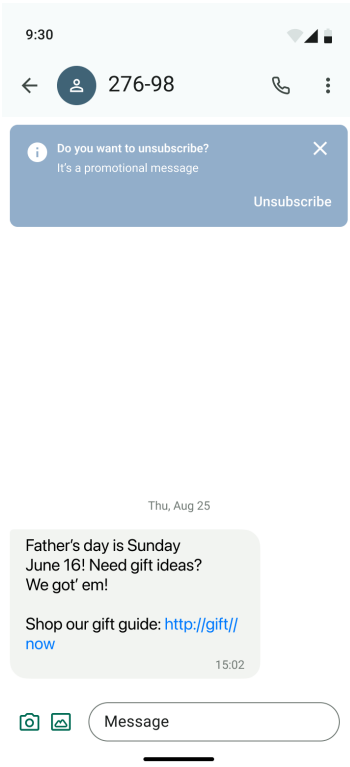 9:30
276-98
Do you want to unsubscribe?
It's a promotional message
Unsubscribe
Thu, Aug 25
Father's day is Sunday
June 16! Need gift ideas?
We got' em!
Shop our gift guide: http://gift//
now
15:02
Message